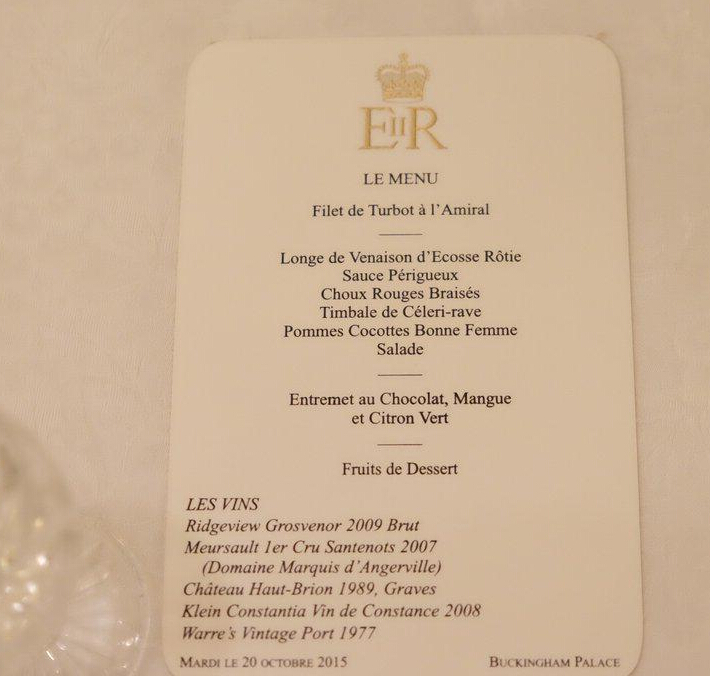 EIIR
LE MENU
Filet de Turbot à l’Amiral
Longe de Venaison d’Ecosse Rôtie
Sauce Périgueux
Choux Rouges Braisés
Timbale de Céleri-rave
Pommes Cocottes Bonne Femme
Salade
Entremet au Chocolat, Mangue
et Citron Vert
Fruits de Dessert
LES VINS
Ridgeview Grosvenor 2009 Brut
Meursault 1er Cru Santenots 2007
(Domaine Marquis d’Angerville)
Château Haut-Brion 1989, Graves
Klein Constantia Vin de Constance 2008
Warre’s Vintage Port 1977
MARDI LE 20 OCTOBRE 2015 BUCKINGHAM PALACE